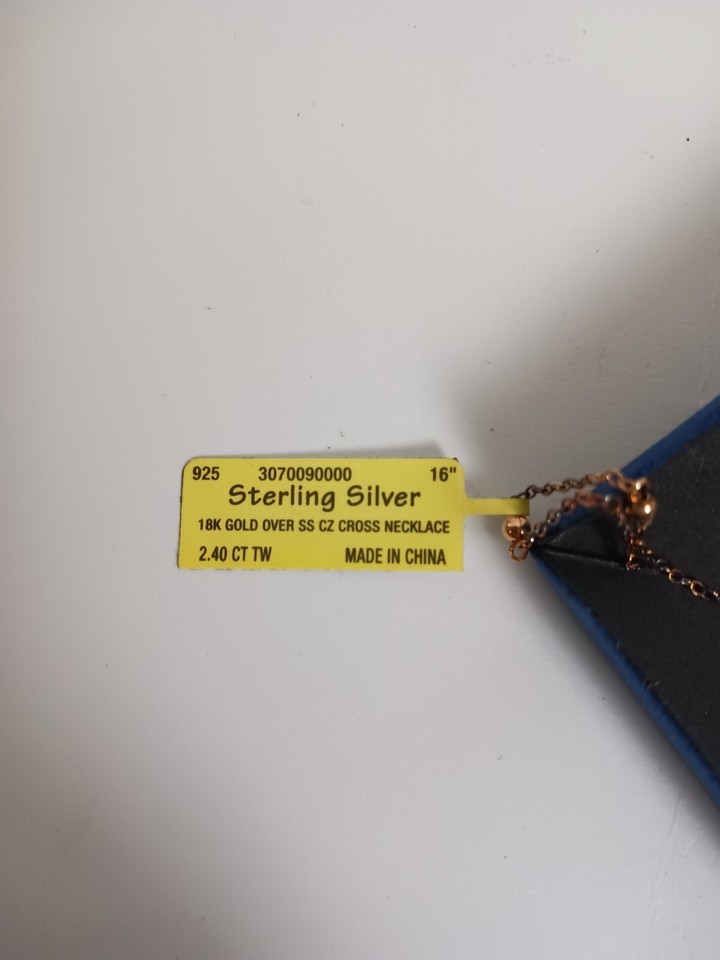 925 3070090000 16"
Sterling Silver
18K GOLD OVER SS CZ CROSS NECKLACE
2.40 CT TW MADE IN CHINA